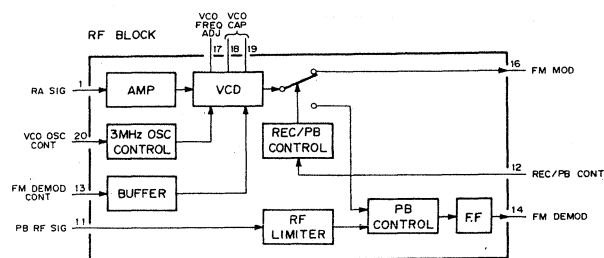 RF BLOCK
VCO
FREQ
ADJ
VCO
CAP
17 18 19
RA SIG
1
AMP
VCD
16
FM MOD
VCO OSC
CONT
20
3MHz OSC
CONTROL
REC/PB
CONTROL
12
REC/PB CONT
FM DEMOD
CONT
13
BUFFER
PB RF SIG
11
RF
LIMITER
PB
CONTROL
F.F
14
FM DEMOD